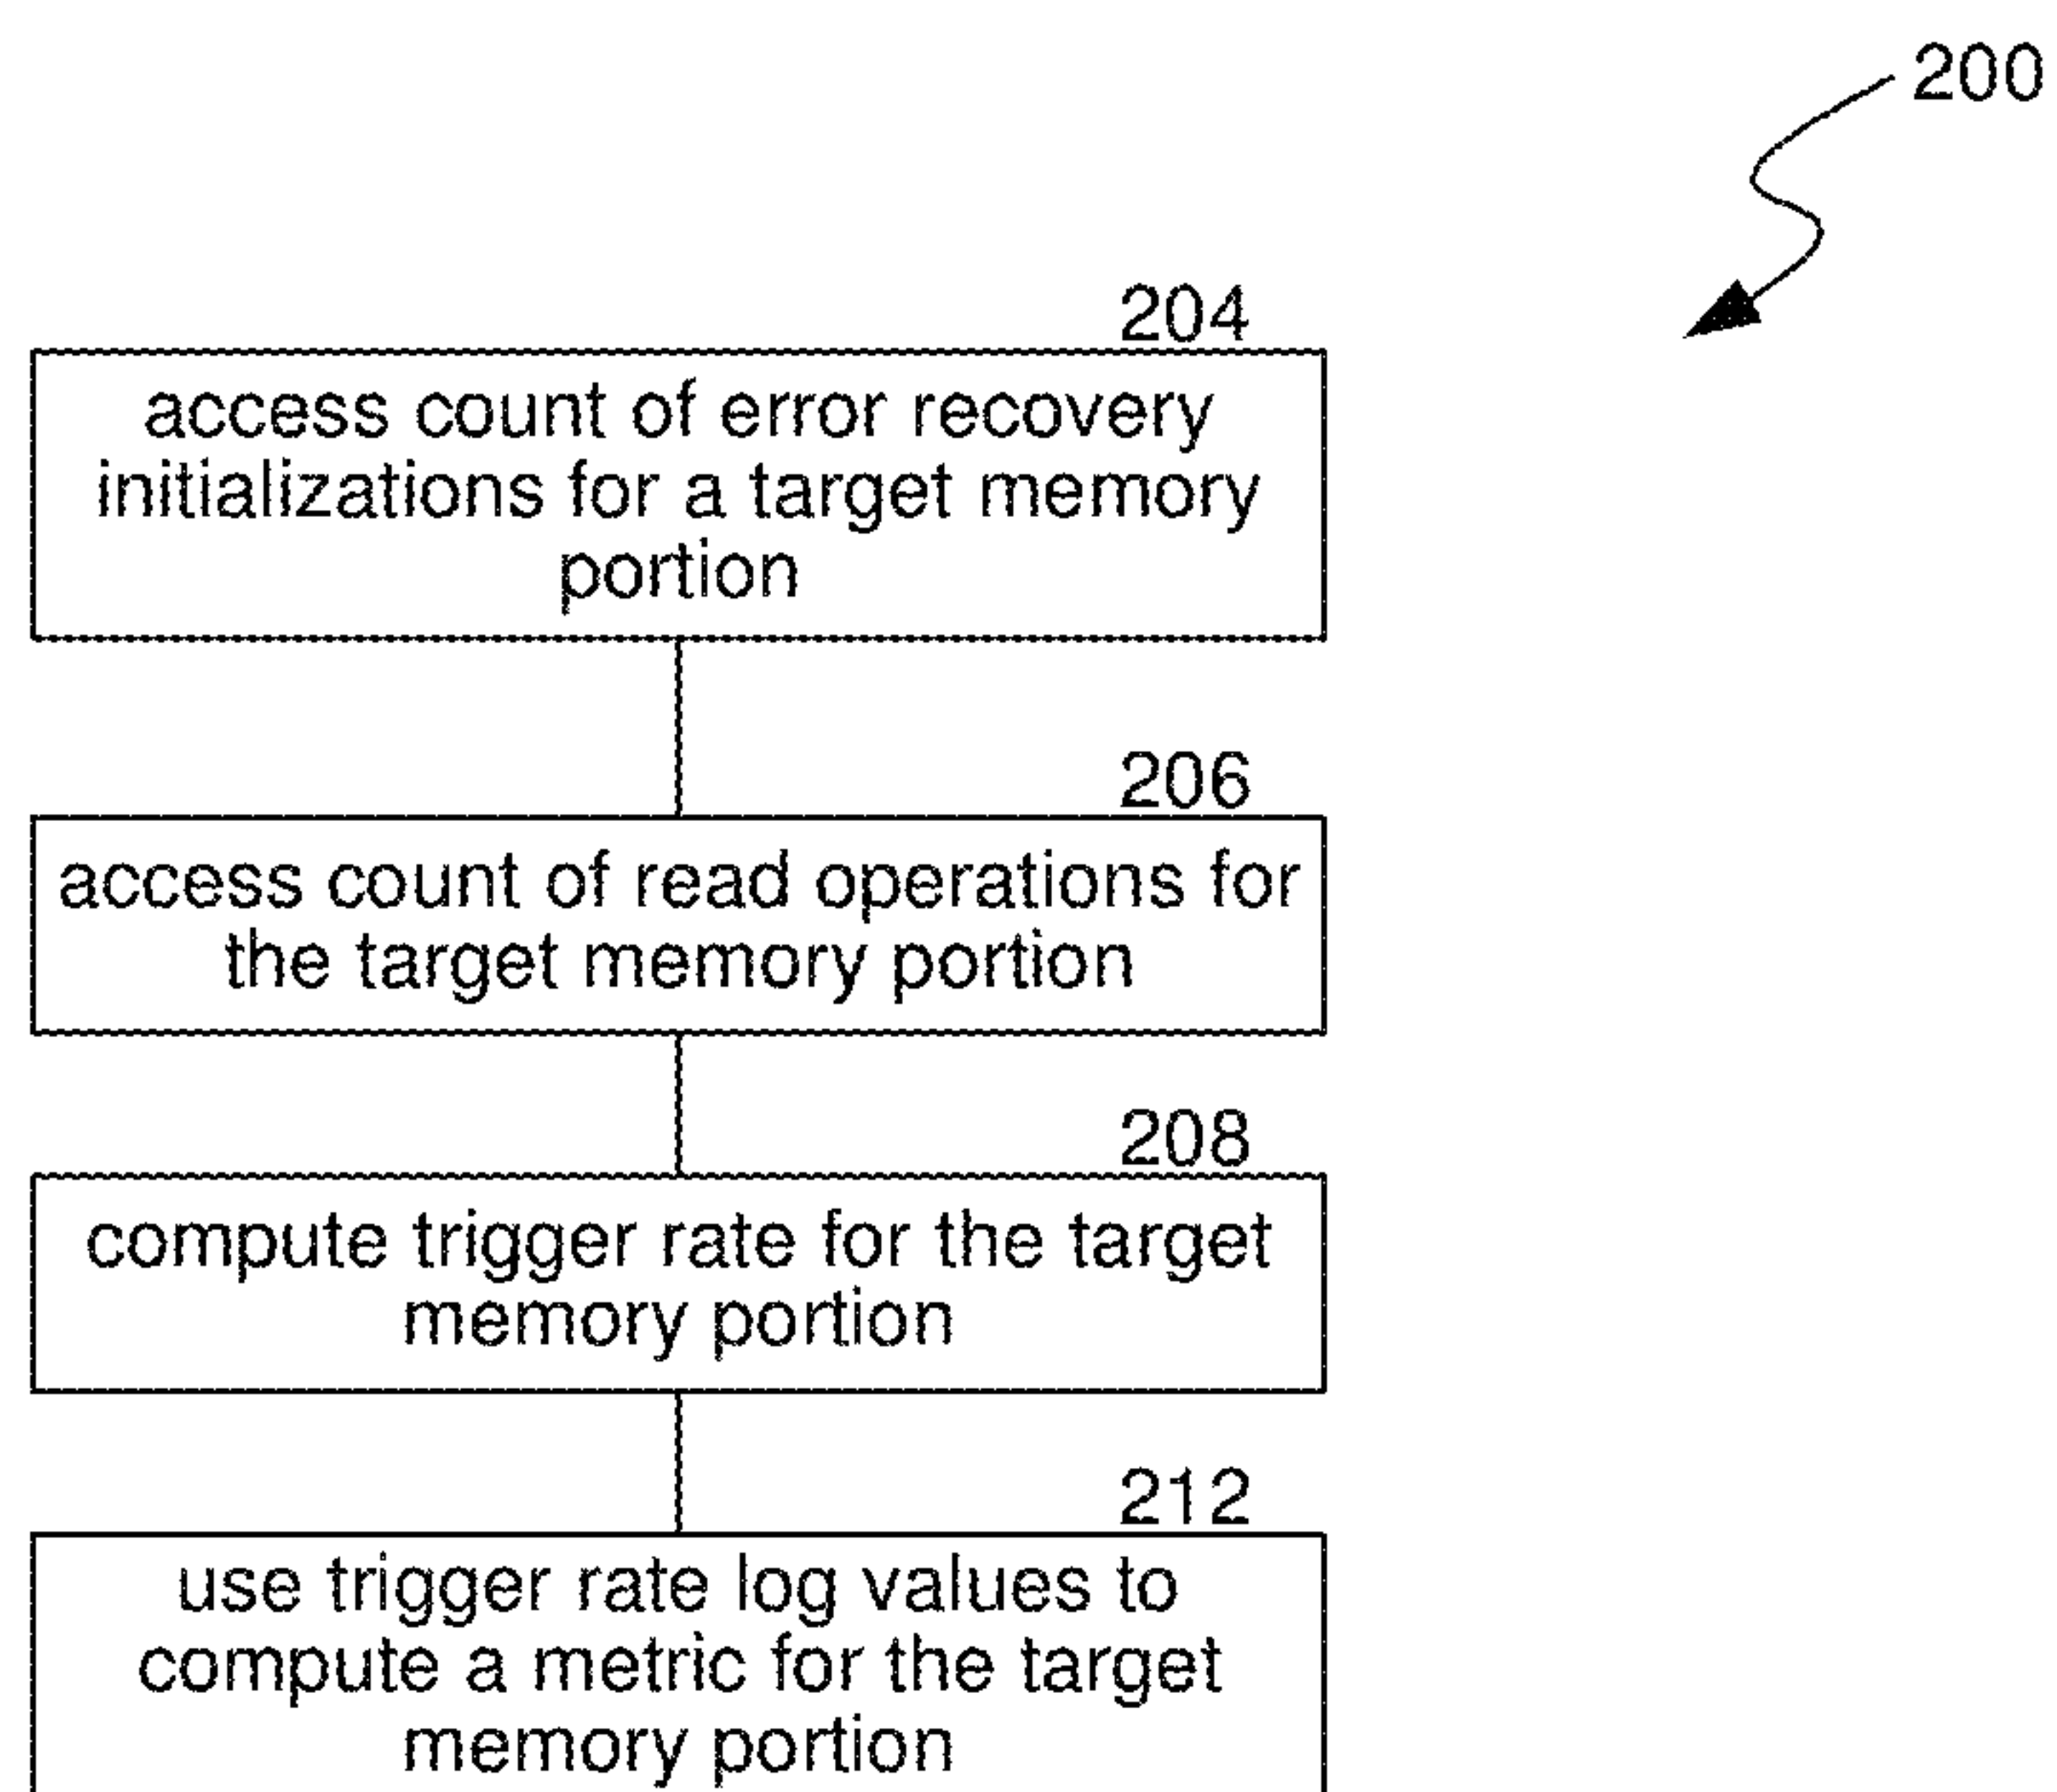 200
204
access count of error recovery
initializations for a target memory
portion
206
access count of read operations for
the target memory portion
208
compute trigger rate for the target
memory portion
212
use trigger rate log values to
compute a metric for the target
memory portion